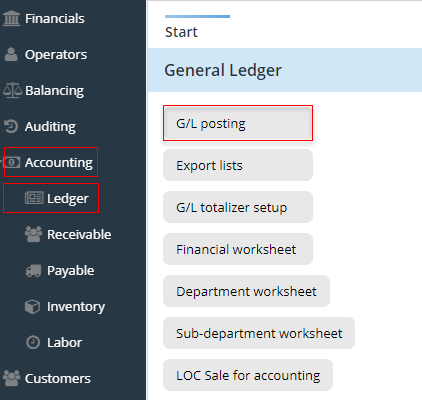 Financials
Operators
Balancing
Auditing
Accounting
Ledger
Receivable
Payable
Inventory
Labor
Customers
Start
General Ledger
G/L posting
Export lists
G/L totalizer setup
Financial worksheet
Department worksheet
Sub-department worksheet
LOC Sale for accounting